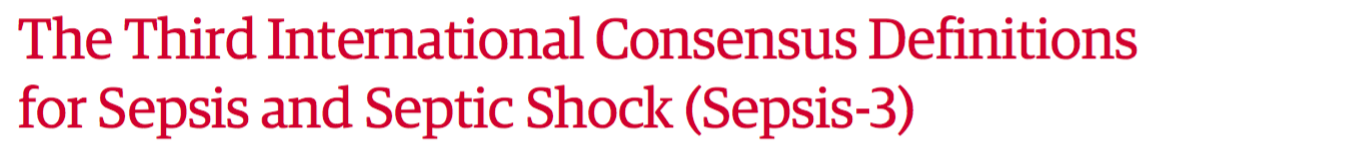 The Third International Consensus Definitions
for Sepsis and Septic Shock (Sepsis-3)